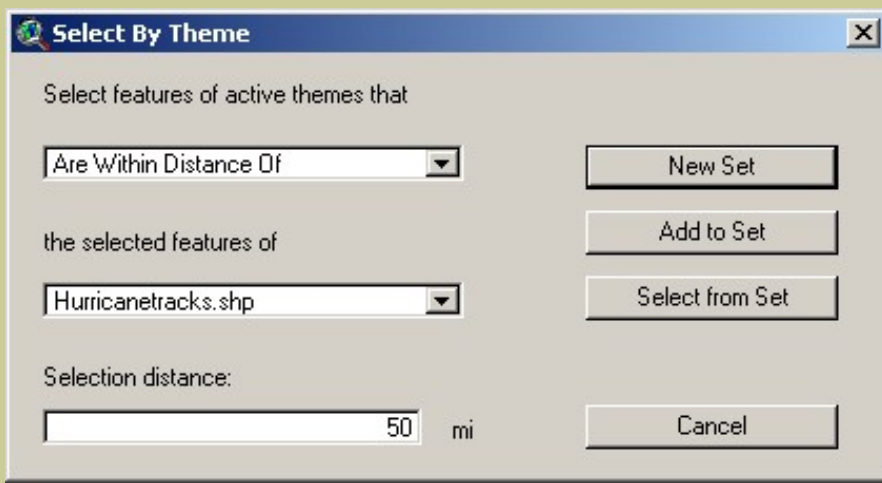 Select By Theme
Select features of active themes that
Are Within Distance Of
New Set
the selected features of
Add to Set
Hurricanetracks.shp
Select from Set
Selection distance:
50 mi
Cancel